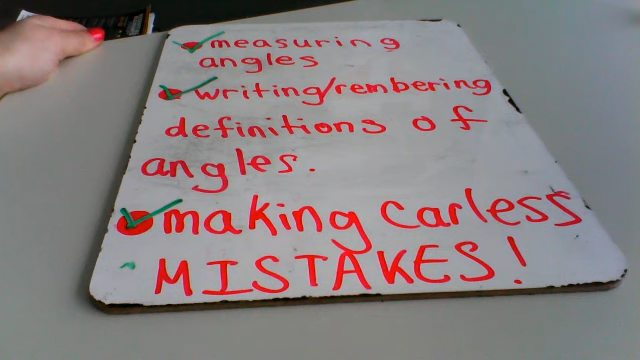 measuring
angles
writing/rembering
definitions of
angles.
making carless
MISTAKES!